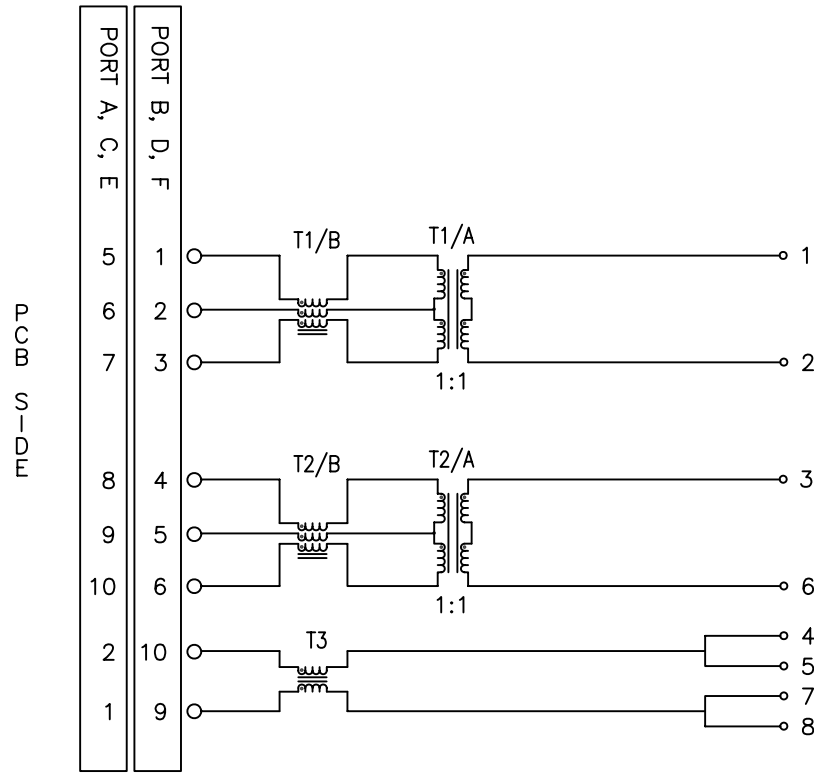 PORT A, C, E
PORT B, D, F
PCB SIDE
T1/B
T1/A
5 1 1
6 2
7 3 2
1:1
T2/B
T2/A
8 4 3
9 5
10 6 6
1:1
T3
2 10 4
5
1 9 7
8